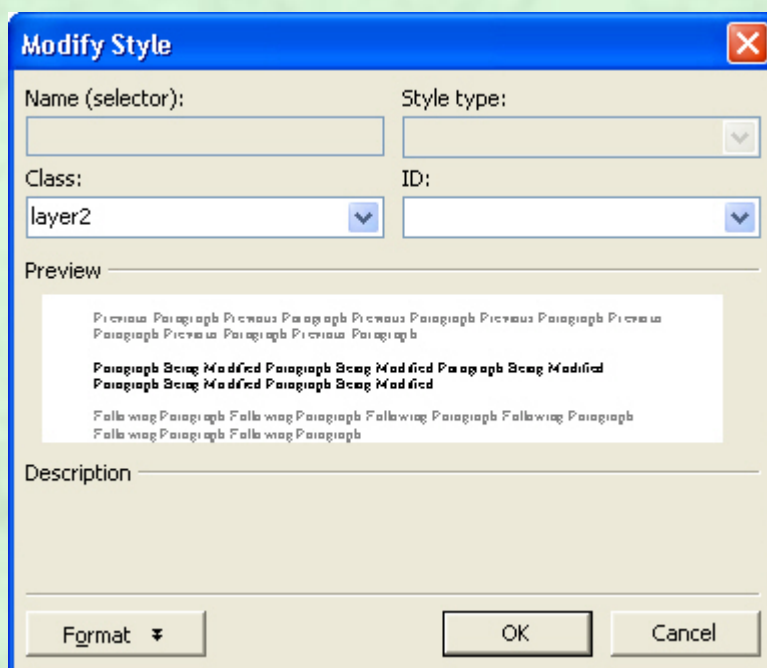 Modify Style
Name (selector):
Style type:
Class:
ID:
layer2
Preview
Previous Paragraph Previous Paragraph Previous Paragraph Previous Paragraph Previous
Paragraph Previous Paragraph Previous Paragraph
Paragraph Being Modified Paragraph Being Modified Paragraph Being Modified
Paragraph Being Modified Paragraph Being Modified
Following Paragraph Following Paragraph Following Paragraph Following Paragraph
Following Paragraph Following Paragraph
Description
Format
OK
Cancel